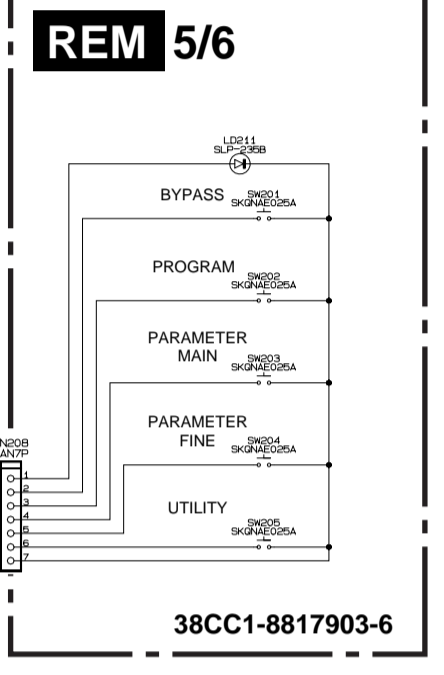 REM 5/6
LD211
SLP-235B
BYPASS
SW201
SKQNAE025A
PROGRAM
SW202
SKQNAE025A
PARAMETER
MAIN
SW203
SKQNAE025A
PARAMETER
FINE
SW204
SKQNAE025A
N208
AN7P
1
2
3
4
5
6
7
UTILITY
SW205
SKQNAE025A
38CC1-8817903-6